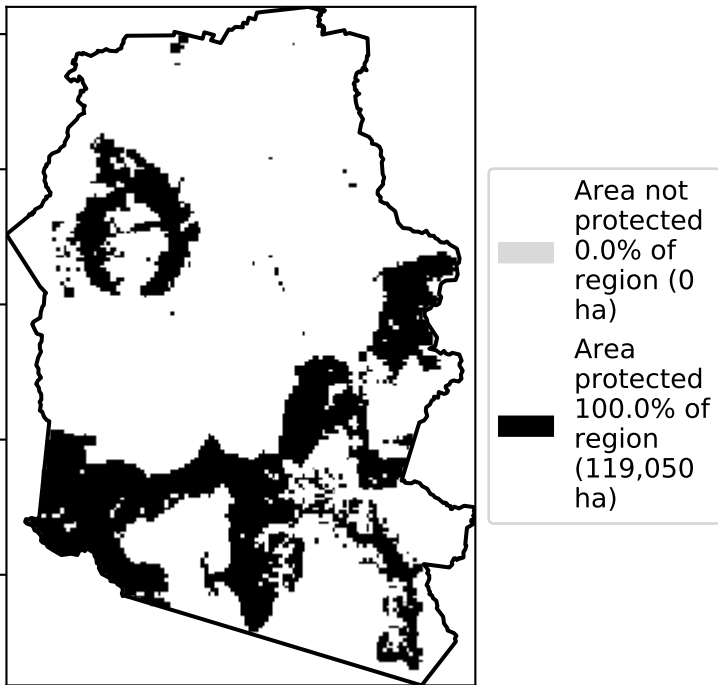 Area not
protected
0.0% of
region (0
ha)
Area
protected
100.0% of
region
(119,050
ha)